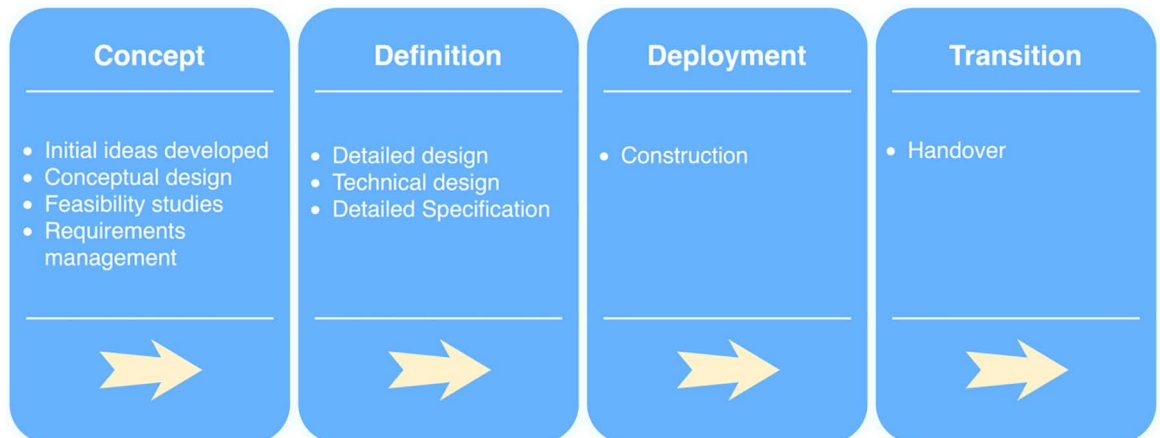 Concept
Initial ideas developed
Conceptual design
Feasibility studies
Requirements
management
Definition
Detailed design
Technical design
Detailed Specification
Deployment
Construction
Transition
Handover